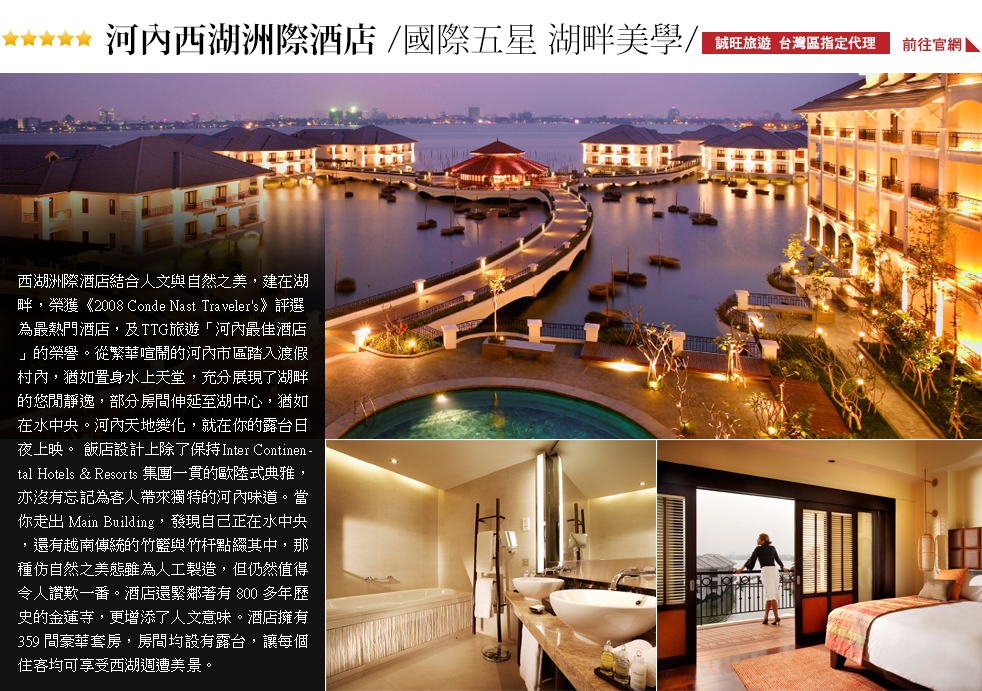 河內西湖洲際酒店 /國際五星 湖畔美學/ 誠旺旅遊 台灣區指定代理 前往官網
西湖洲際酒店結合人文與自然之美，建在湖
畔，榮獲《2008 Conde Nast Traveler's》評選
為最熱門酒店，及TTG旅遊「河內最佳酒店
」的榮譽。從繁華喧鬧的河內市區踏入渡假
村內，猶如置身水上天堂，充分展現了湖畔
的悠閒靜逸，部分房間伸延至湖中心，猶如
在水中央。河內天地變化，就在你的露台日
夜上映。 飯店設計上除了保持Inter Continen-
tal Hotels & Resorts 集團一貫的歐陸式典雅，
亦沒有忘記為客人帶來獨特的河內味道。當
你走出 Main Building，發現自己正在水中央
，還有越南傳統的竹籃與竹杆點綴其中，那
種仿自然之美態雖為人工製造，但仍然值得
令人讚歎一番。酒店還緊鄰著有 800 多年歷
史的金蓮寺，更增添了人文意味。酒店擁有
359 間豪華套房，房間均設有露台，讓每個
住客均可享受西湖週遭美景。